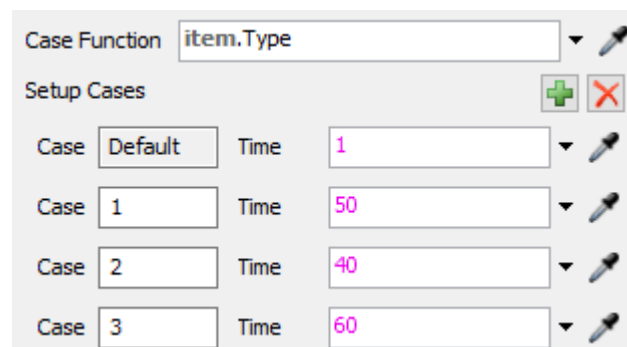 Case Function item.Type
Setup Cases
Case Default Time 1
Case 1 Time 50
Case 2 Time 40
Case 3 Time 60